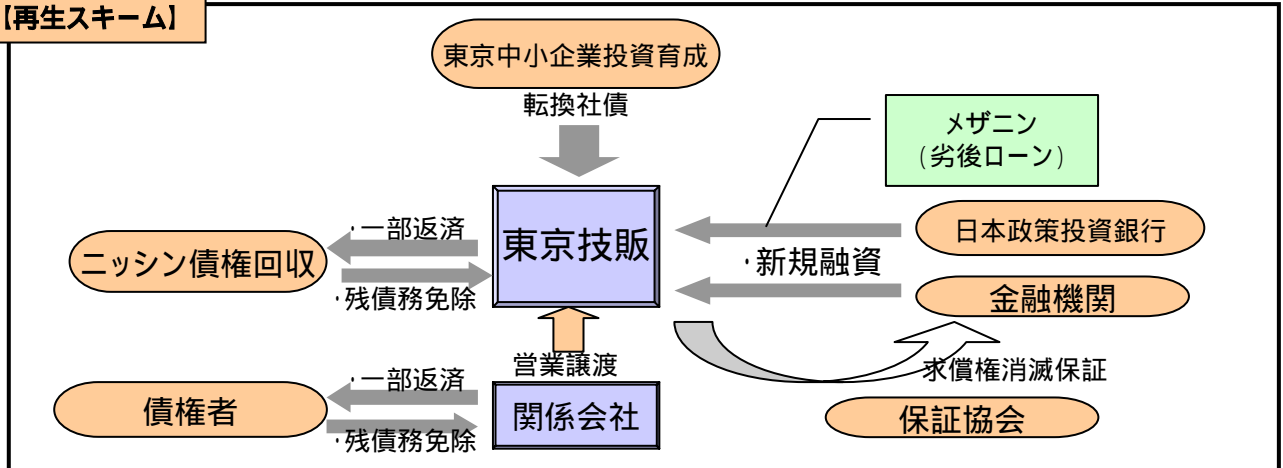 【再生スキーム】
東京中小企業投資育成
転換社債
メザニン
(劣後ローン)
・一部返済
東京技販
日本政策投資銀行
ニッシン債権回収
・新規融資
・残債務免除
金融機関
営業譲渡
求償権消滅保証
・一部返済
債権者
関係会社
保証協会
・残債務免除